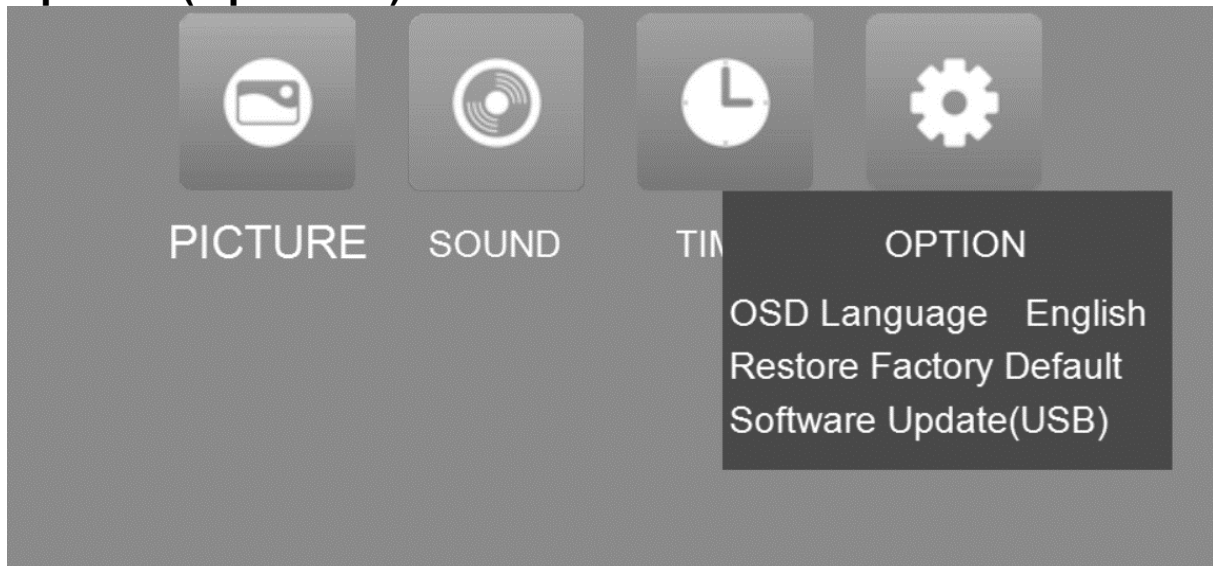 PICTURE
SOUND
OPTION
OSD Language English
Restore Factory Default
Software Update(USB)